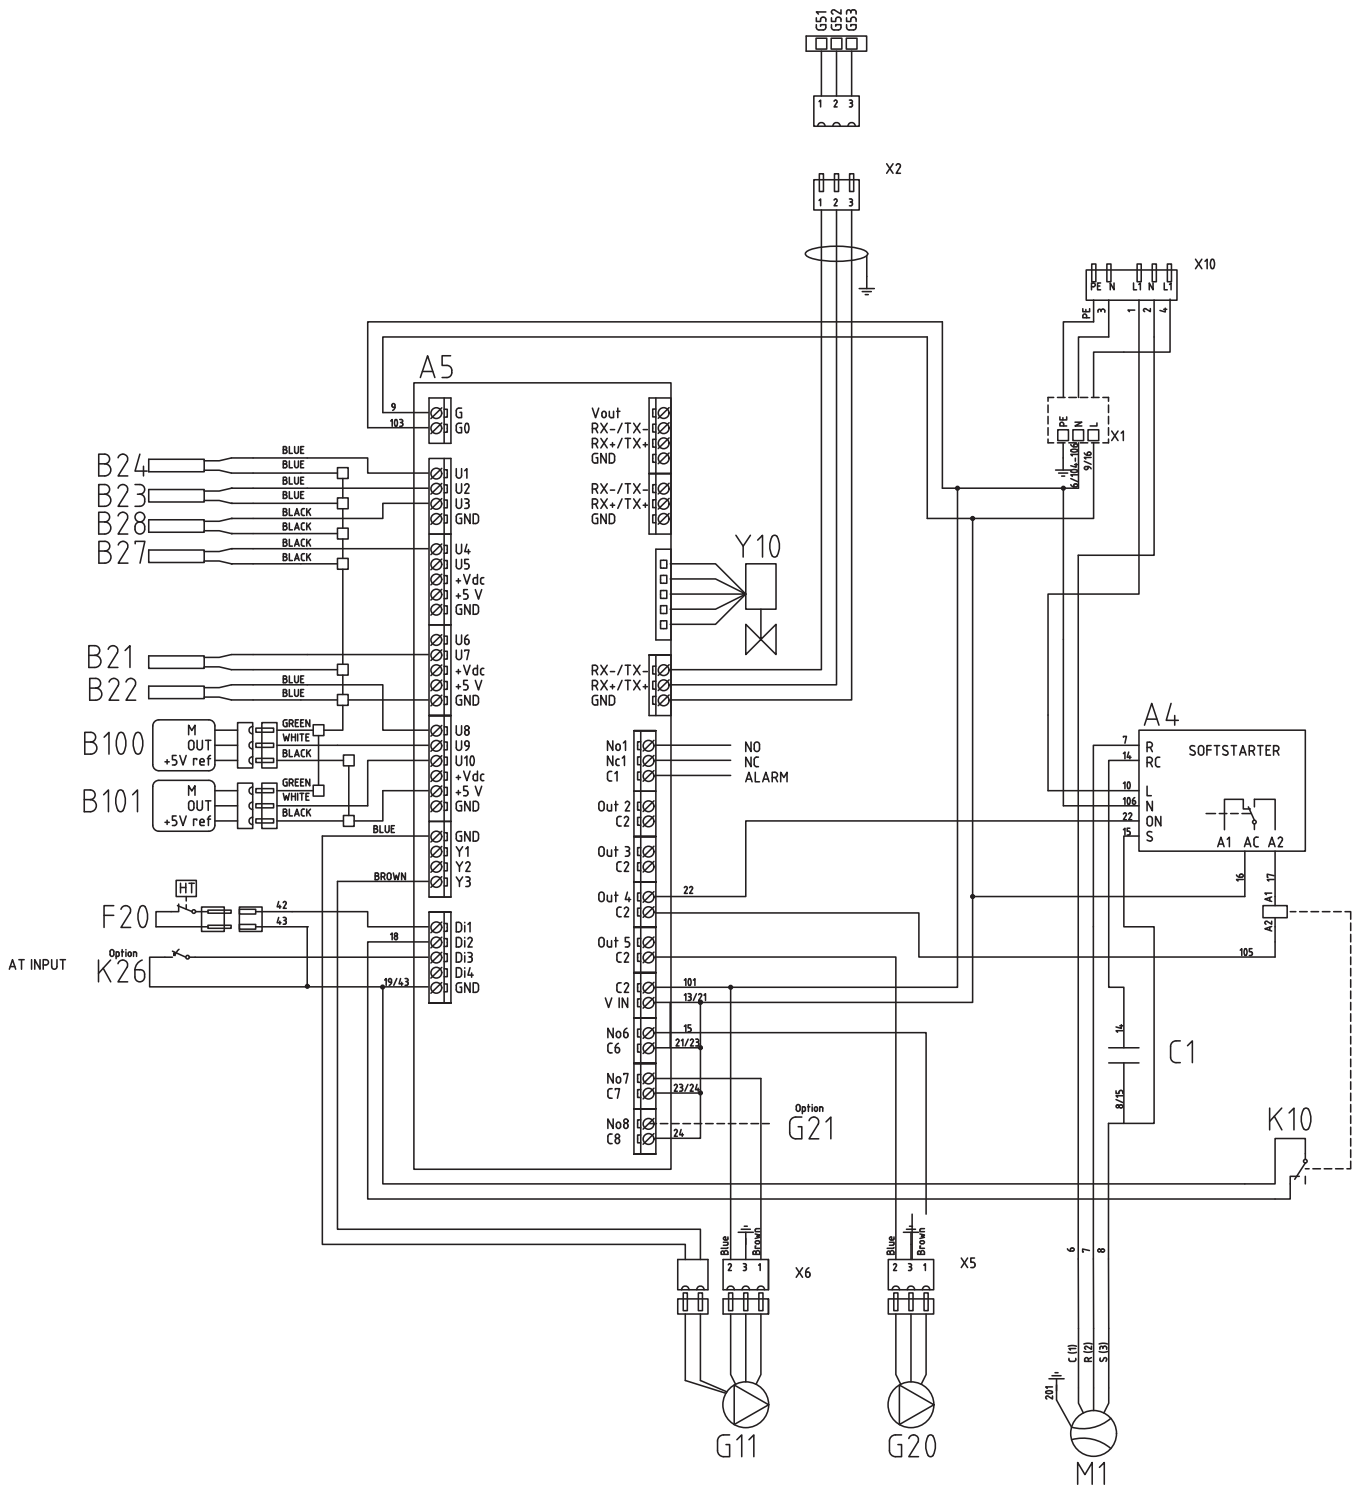 GS1 GS2 GS3
1 2 3
X2
1 2 3
X10
PE N L1 N L1
PE 3 1 2 4
A5
PE N L
X1
6/104-106
9/16
9 G
103 G0
Vout
RX-/TX-
RX+/TX+
GND
RX-/TX-
RX+/TX+
GND
B24 BLUE
BLUE
B23 BLUE
BLUE
B28 BLACK
BLACK
B27 BLACK
BLACK
U1
U2
U3
GND
U4
U5
+Vdc
+5 V
GND
Y10
B21
B22 BLUE
BLUE
U6
U7
+Vdc
+5 V
GND
RX-/TX-
RX+/TX+
GND
B100
M GREEN
OUT WHITE
+5V ref BLACK
B101
M GREEN
OUT WHITE
+5V ref BLACK
U8
U9
U10
+Vdc
+5 V
GND
No1 NO
Nc1 NC
C1 ALARM
Out 2
C2
Out 3
C2
Out 4 22
C2
Out 5
C2
C2 101
V IN 13/21
No6 15
C6 21/23
No7
C7 23/24
No8
C8 24
Option
G21
BLUE GND
Y1
Y2
BROWN Y3
A4
SOFTSTARTER
7 R
14 RC
10 L
106 N
22 ON
15 S
A1 AC A2
16 17
A1
A2
105
HT
F20 42
43
18
Option
AT INPUT K26
19/43
Di1
Di2
Di3
Di4
GND
14
C1
8/15
K10
Blue Brown
2 3 1
X6
Blue Brown
2 3 1
X5
6 7 8
C (1) R (2) S (3)
201
G11
G20
M1